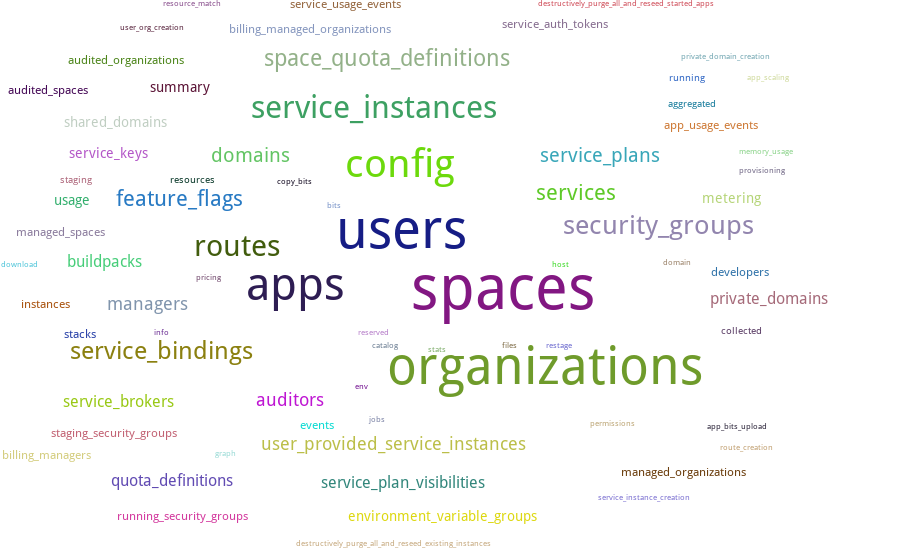 resource_match
service_usage_events
destructively_purge_all_and_reseed_started_apps
user_org_creation
billing_managed_organizations
service_auth_tokens
audited_organizations
space_quota_definitions
private_domain_creation
audited_spaces
summary
running
app_scaling
service_instances
aggregated
shared_domains
app_usage_events
service_keys
domains
config
service_plans
memory_usage
staging
resources
copy_bits
provisioning
usage
feature_flags
bits
services
metering
managed_spaces
users
security_groups
routes
download
buildpacks
pricing
apps
spaces
host
domain
developers
instances
managers
private_domains
stacks
info
reserved
collected
service_bindings
catalog
stats
files
restage
organizations
env
service_brokers
auditors
staging_security_groups
events
jobs
permissions
app_bits_upload
billing_managers
graph
user_provided_service_instances
route_creation
quota_definitions
service_plan_visibilities
managed_organizations
service_instance_creation
running_security_groups
environment_variable_groups
destructively_purge_all_and_reseed_existing_instances